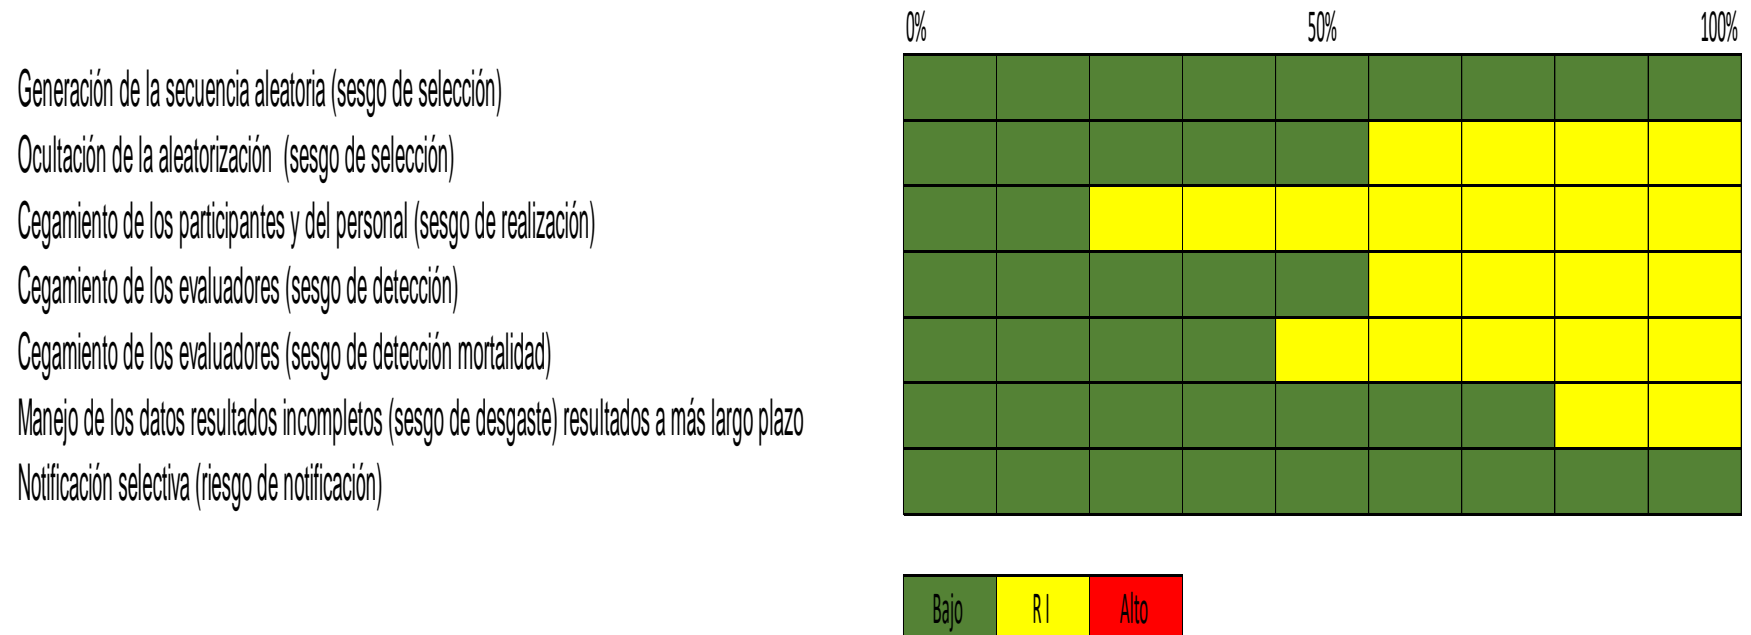 0% 50% 100%
Generación de la secuencia aleatoria (sesgo de selección)
Ocultación de la aleatorización (sesgo de selección)
Cegamiento de los participantes y del personal (sesgo de realización)
Cegamiento de los evaluadores (sesgo de detección)
Cegamiento de los evaluadores (sesgo de detección mortalidad)
Manejo de los datos resultados incompletos (sesgo de desgaste) resultados a más largo plazo
Notificación selectiva (riesgo de notificación)
Bajo R I Alto